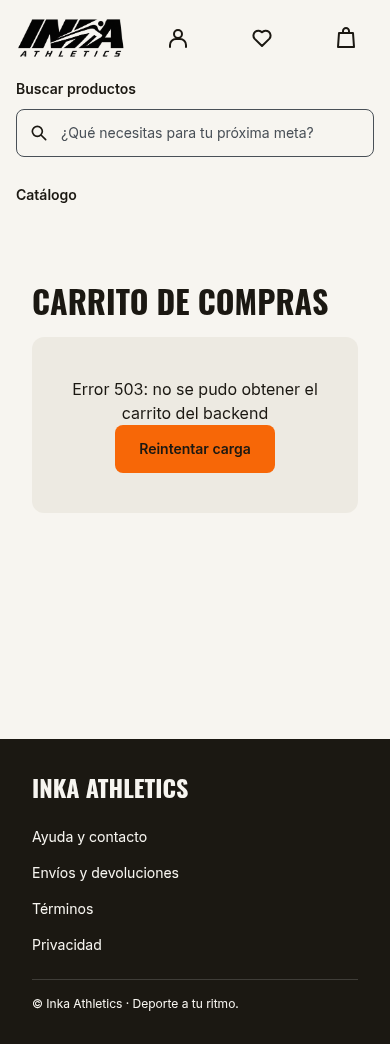 INKA
ATHLETICS
Buscar productos
¿Qué necesitas para tu próxima meta?
Catálogo
CARRITO DE COMPRAS
Error 503: no se pudo obtener el
carrito del backend
Reintentar carga
INKA ATHLETICS
Ayuda y contacto
Envíos y devoluciones
Términos
Privacidad
© Inka Athletics · Deporte a tu ritmo.